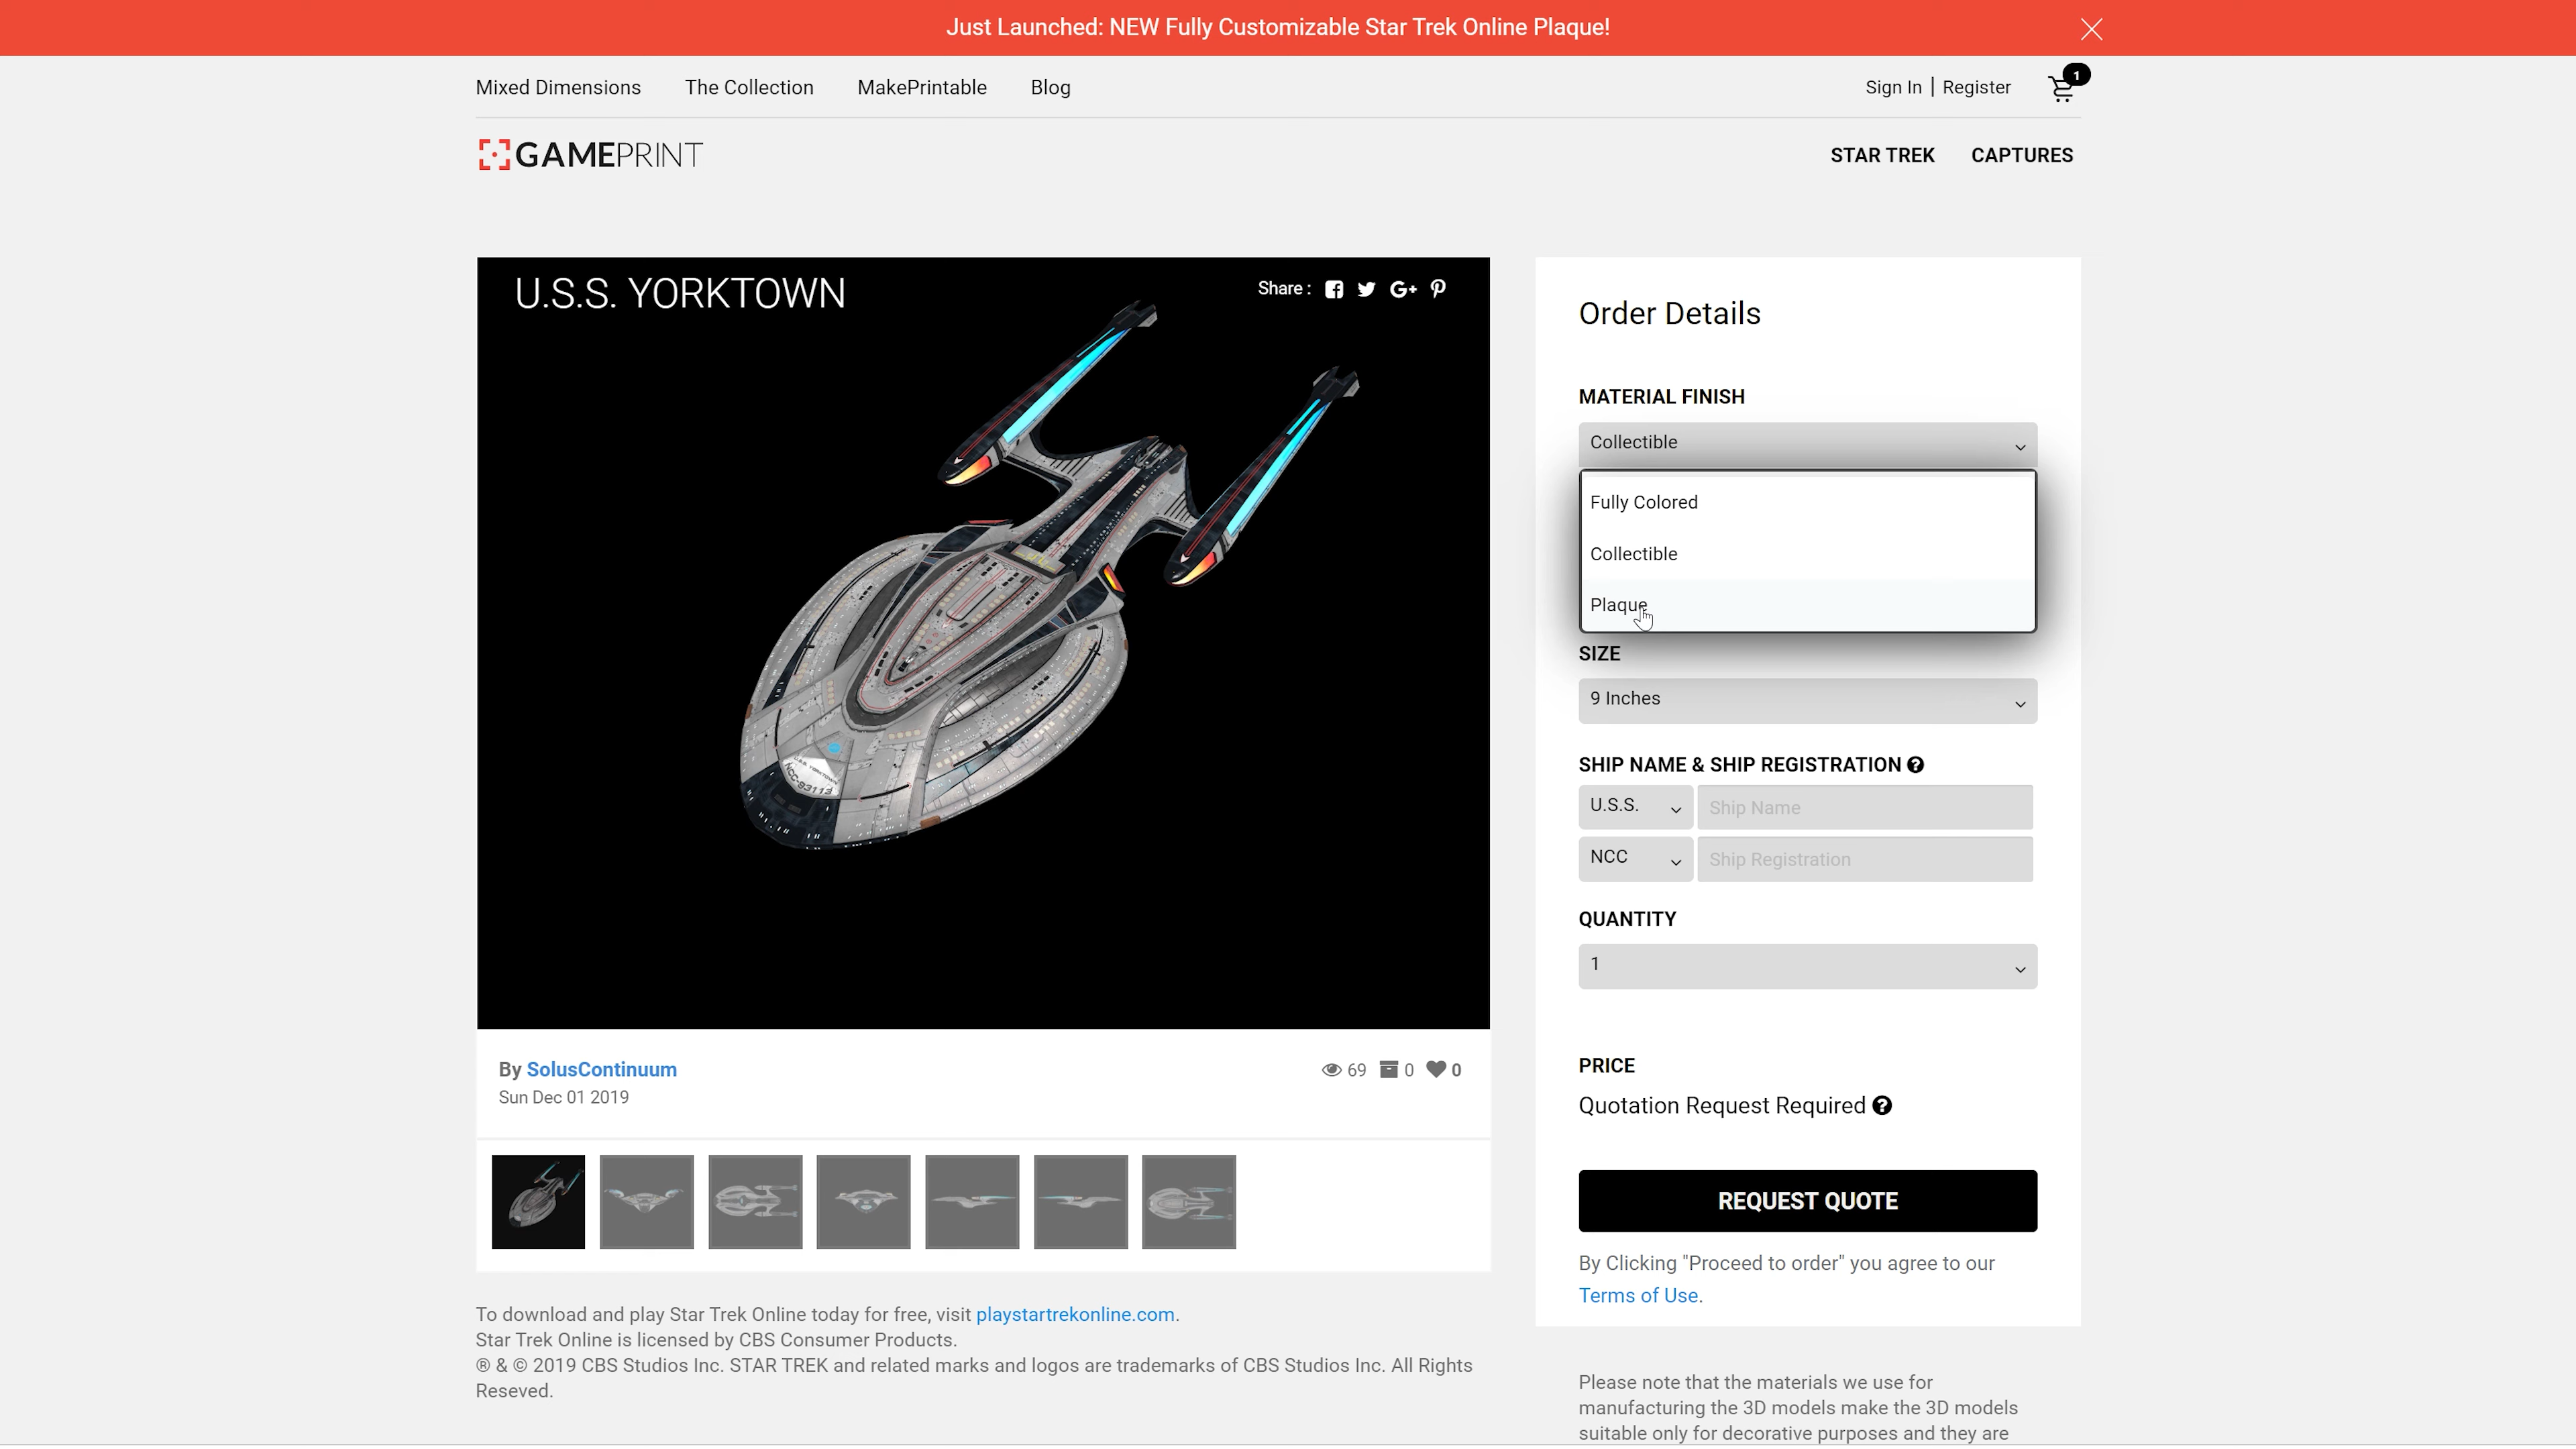 Just Launched: NEW Fully Customizable Star Trek Online Plaque!
Mixed Dimensions The Collection MakePrintable Blog
Sign In | Register 1
GAMEPRINT
STAR TREK CAPTURES
U.S.S. YORKTOWN
Share :
U.S.S. YORKTOWN
NCC-93113
By SolusContinuum
69 0 0
Sun Dec 01 2019
To download and play Star Trek Online today for free, visit playstartrekonline.com.
Star Trek Online is licensed by CBS Consumer Products.
® & © 2019 CBS Studios Inc. STAR TREK and related marks and logos are trademarks of CBS Studios Inc. All Rights
Reseved.
Order Details
MATERIAL FINISH
Collectible
Fully Colored
Collectible
Plaque
SIZE
9 Inches
SHIP NAME & SHIP REGISTRATION ?
U.S.S. Ship Name
NCC Ship Registration
QUANTITY
1
PRICE
Quotation Request Required ?
REQUEST QUOTE
By Clicking "Proceed to order" you agree to our
Terms of Use.
Please note that the materials we use for
manufacturing the 3D models make the 3D models
suitable only for decorative purposes and they are